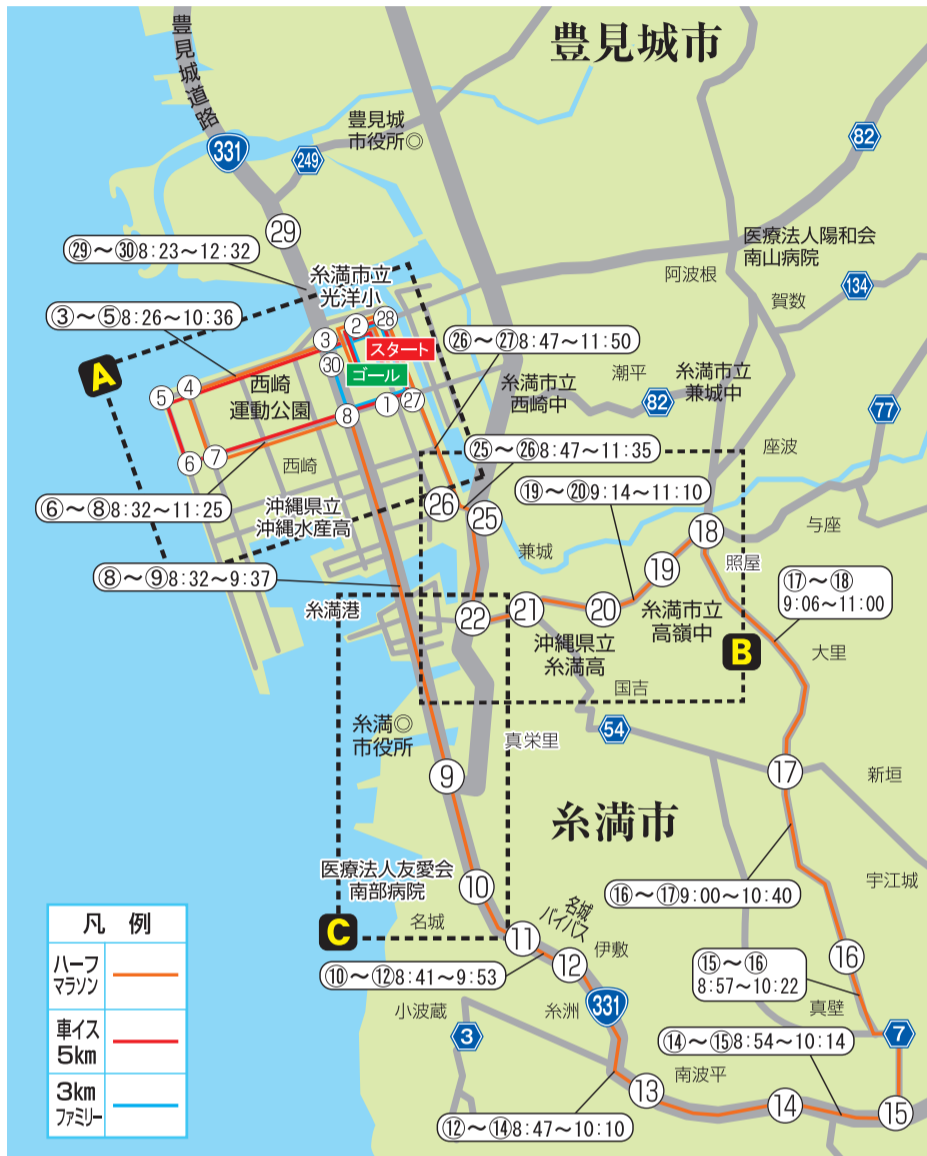 豊見城市
豊見城道路
331
249
豊見城
市役所◎
82
29
㉙～㉚8:23～12:32
糸満市立
光洋小
医療法人陽和会
南山病院
阿波根
134
賀数
③～⑤8:26～10:36
3
2
28
スタート
㉖～㉗8:47～11:50
A
30
ゴール
5
4
西崎
運動公園
1
27
8
糸満市立
西崎中
潮平
82
糸満市立
兼城中
77
6
7
西崎
㉕～㉖8:47～11:35
座波
⑥～⑧8:32～11:25
沖縄県立
沖縄水産高
26
25
⑲～⑳9:14～11:10
18
与座
兼城
照屋
⑧～⑨8:32～9:37
19
⑰～⑱
9:06～11:00
糸満港
22
21
20
糸満市立
高嶺中
沖縄県立
糸満高
B
大里
国吉
糸満◎
市役所
真栄里
54
9
17
新垣
糸満市
医療法人友愛会
南部病院
10
⑯～⑰9:00～10:40
宇江城
凡 例
ハーフ
マラソン
車イス
5km
3km
ファミリー
C
名城
11
名城
バイパス
伊敷
12
⑮～⑯
8:57～10:22
16
⑩～⑫8:41～9:53
真壁
小波蔵
糸洲
331
3
⑭～⑮8:54～10:14
7
南波平
13
14
15
⑫～⑭8:47～10:10